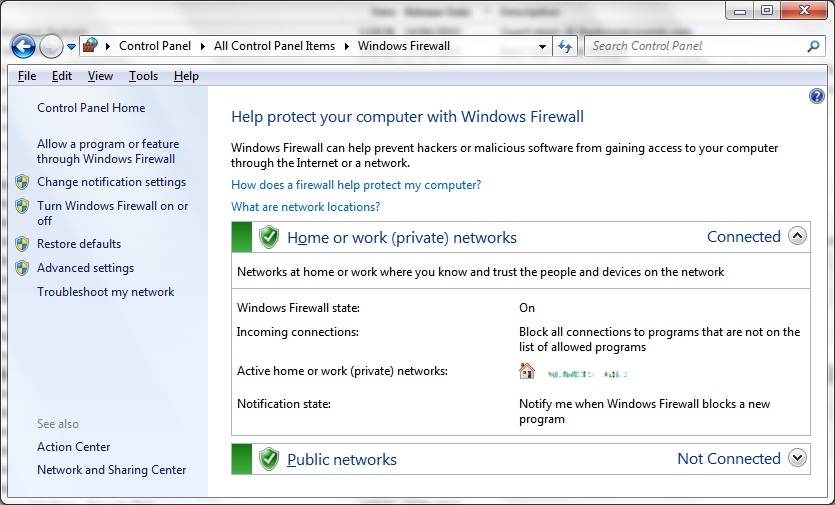 Control Panel All Control Panel Items Windows Firewall Search Control Panel
File Edit View Tools Help
Control Panel Home
Allow a program or feature
through Windows Firewall
Change notification settings
Turn Windows Firewall on or
off
Restore defaults
Advanced settings
Troubleshoot my network
See also
Action Center
Network and Sharing Center
Help protect your computer with Windows Firewall
Windows Firewall can help prevent hackers or malicious software from gaining access to your computer
through the Internet or a network.
How does a firewall help protect my computer?
What are network locations?
Home or work (private) networks Connected
Networks at home or work where you know and trust the people and devices on the network
Windows Firewall state: On
Incoming connections: Block all connections to programs that are not on the
list of allowed programs
Active home or work (private) networks:
Notification state: Notify me when Windows Firewall blocks a new
program
Public networks Not Connected